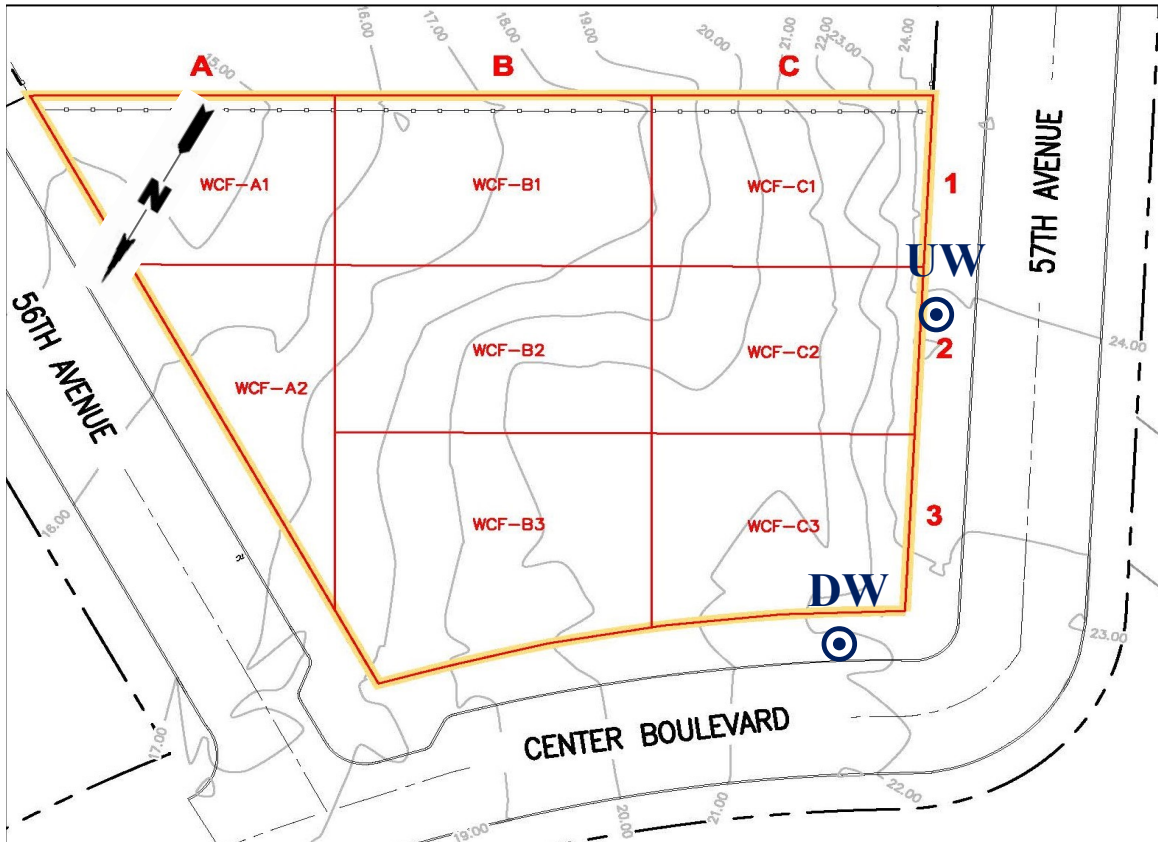 16.00
17.00
18.00
19.00
20.00
21.00
22.00
23.00
24.00
A
15.00
B
C
N
WCF-A1
WCF-B1
WCF-C1
1
57TH AVENUE
UW
56TH AVENUE
WCF-A2
WCF-B2
WCF-C2
2
24.00
16.00
WCF-B3
WCF-C3
3
DW
23.00
17.00
CENTER BOULEVARD
19.00
20.00
21.00
22.00